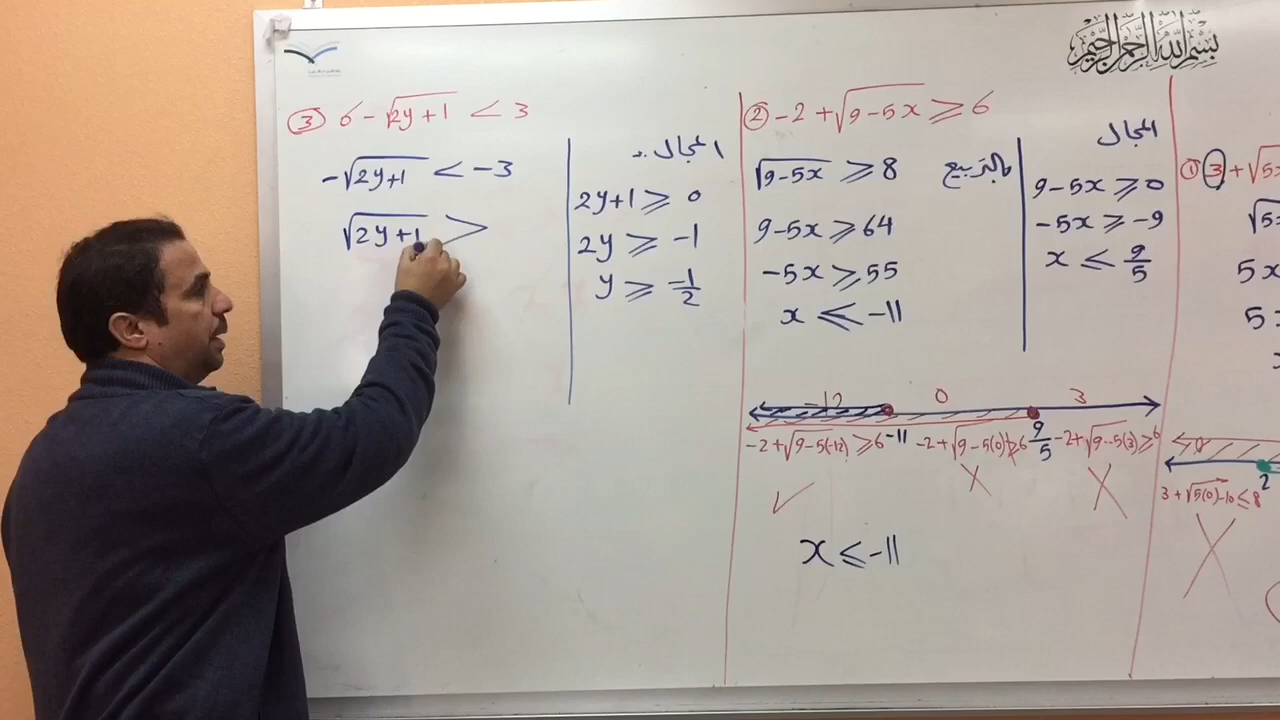 بسم الله الرحمن الرحيم
③ 6 - √2y+1 < 3
-√2y+1 < -3
√2y+1 >
المجال:
2y+1 ≥ 0
2y ≥ -1
y ≥ -1/2
② -2 + √9-5x ≥ 6
√9-5x ≥ 8 بالتربيع
9-5x ≥ 64
-5x ≥ 55
x ≤ -11
المجال
9-5x ≥ 0
-5x ≥ -9
x ≤ 9/5
-12 0 3
-11 9/5
-2+√9-5(-12) ≥ 6 -2+√9-5(0) ≥ 6 -2+√9-5(3) ≥ 6
✓ X X
x ≤ -11
① 3 + √5x
√5
5x
5
0
2
3+√5(0)-10 ≤ 8
X